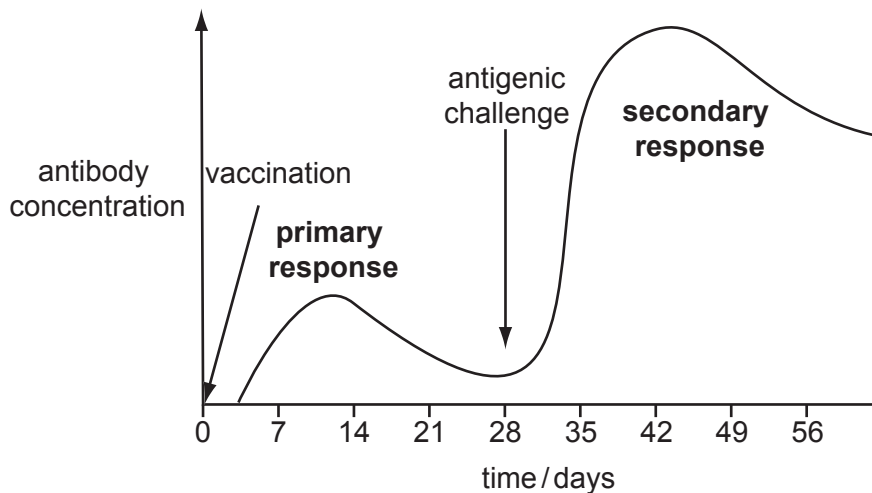 antigenic
challenge
secondary
response
antibody
concentration
vaccination
primary
response
0 7 14 21 28 35 42 49 56
time / days